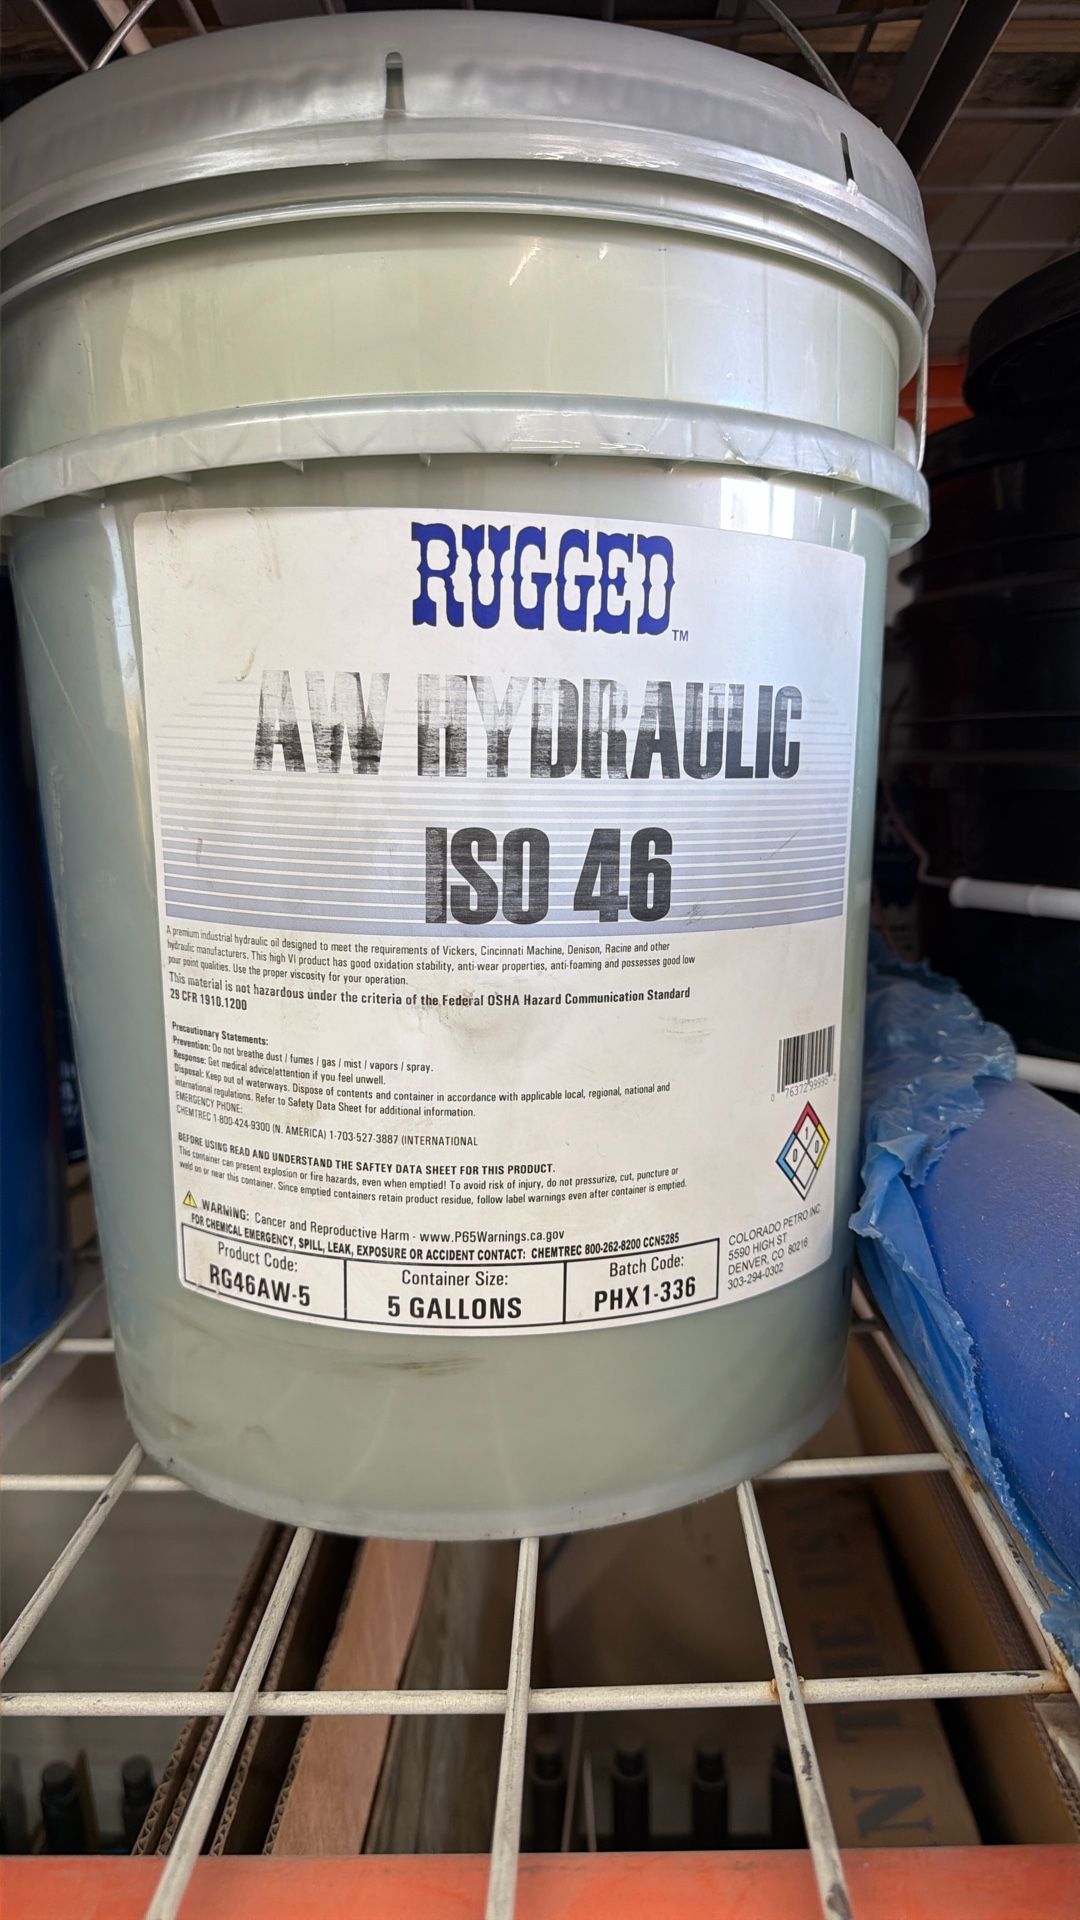 RUGGED
TM
AW HYDRAULIC
ISO 46
A premium industrial hydraulic oil designed to meet the requirements of Vickers, Cincinnati Machine, Denison, Racine and other
hydraulic manufacturers. This high VI product has good oxidation stability, anti-wear properties, anti-foaming and possesses good low
pour point qualities. Use the proper viscosity for your operation.
This material is not hazardous under the criteria of the Federal OSHA Hazard Communication Standard
29 CFR 1910.1200
Precautionary Statements:
Prevention: Do not breathe dust / fumes / gas / mist / vapors / spray.
Response: Get medical advice/attention if you feel unwell.
Disposal: Keep out of waterways. Dispose of contents and container in accordance with applicable local, regional, national and
international regulations. Refer to Safety Data Sheet for additional information.
EMERGENCY PHONE:
CHEMTREC 1-800-424-9300 (N. AMERICA) 1-703-527-3887 (INTERNATIONAL
BEFORE USING READ AND UNDERSTAND THE SAFTEY DATA SHEET FOR THIS PRODUCT.
This container can present explosion or fire hazards, even when emptied! To avoid risk of injury, do not pressurize, cut, puncture or
weld on or near this container. Since emptied containers retain product residue, follow label warnings even after container is emptied.
WARNING: Cancer and Reproductive Harm - www.P65Warnings.ca.gov
FOR CHEMICAL EMERGENCY, SPILL, LEAK, EXPOSURE OR ACCIDENT CONTACT: CHEMTREC 800-262-8200 CCN5285
Product Code:
RG46AW-5
Container Size:
5 GALLONS
Batch Code:
PHX1-336
1
0 0
COLORADO PETRO INC
5590 HIGH ST
DENVER, CO 80216
303-294-0302